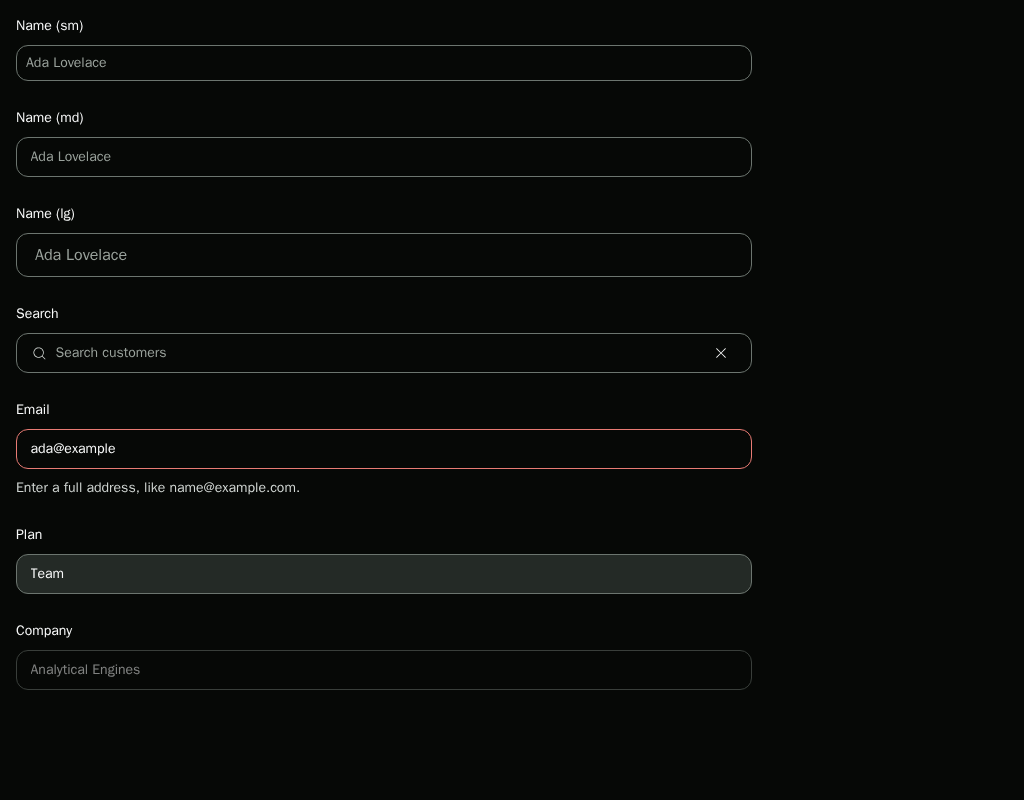 Name (sm)
Ada Lovelace
Name (md)
Ada Lovelace
Name (lg)
Ada Lovelace
Search
Search customers
Email
ada@example
Enter a full address, like name@example.com.
Plan
Team
Company
Analytical Engines